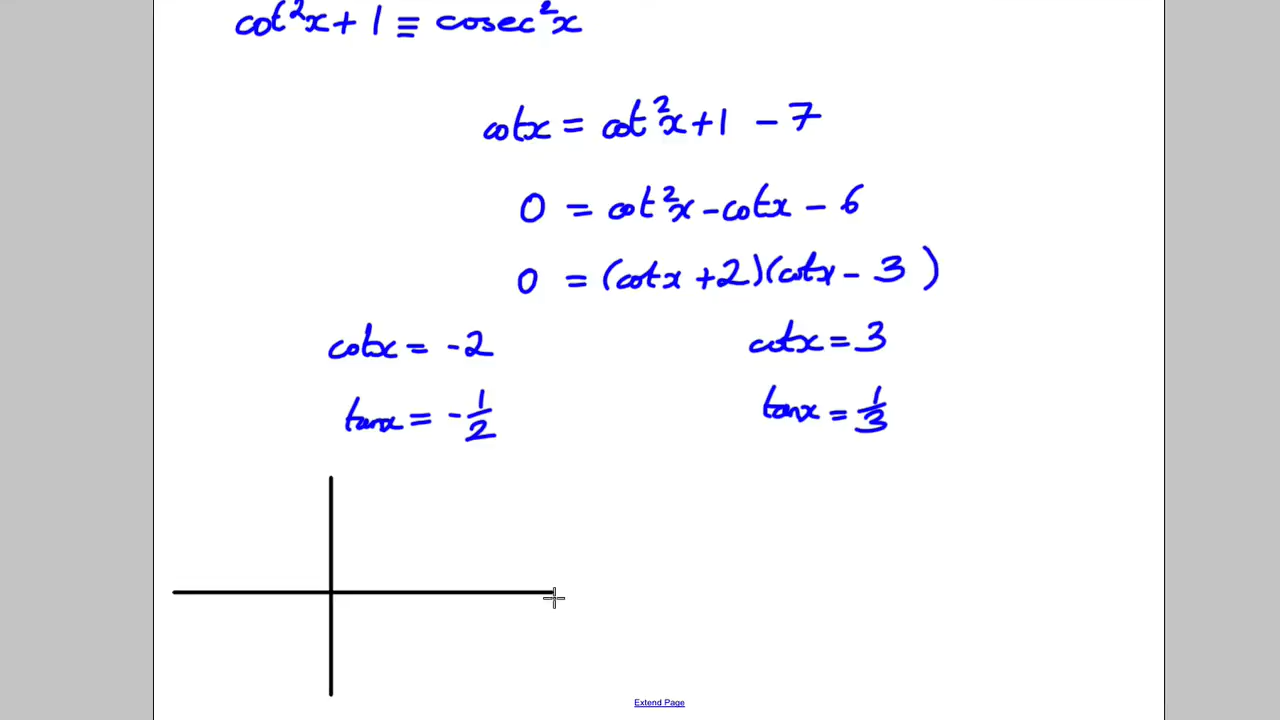 cot²x + 1 ≡ cosec²x
cotx = cot²x + 1 - 7
0 = cot²x - cotx - 6
0 = (cotx + 2)(cotx - 3)
cotx = -2 cotx = 3
tanx = -1/2 tanx = 1/3
Extend Page